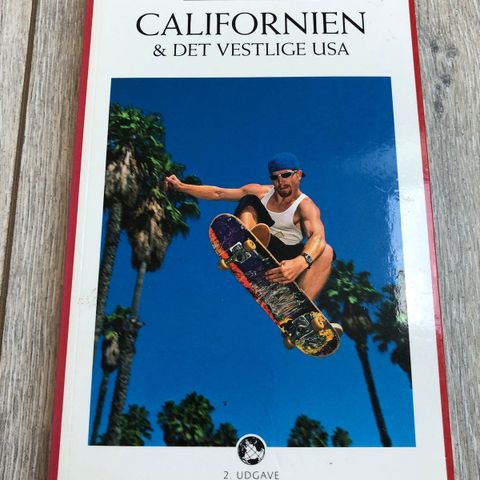 CALIFORNIEN
& DET VESTLIGE USA
2. UDGAVE